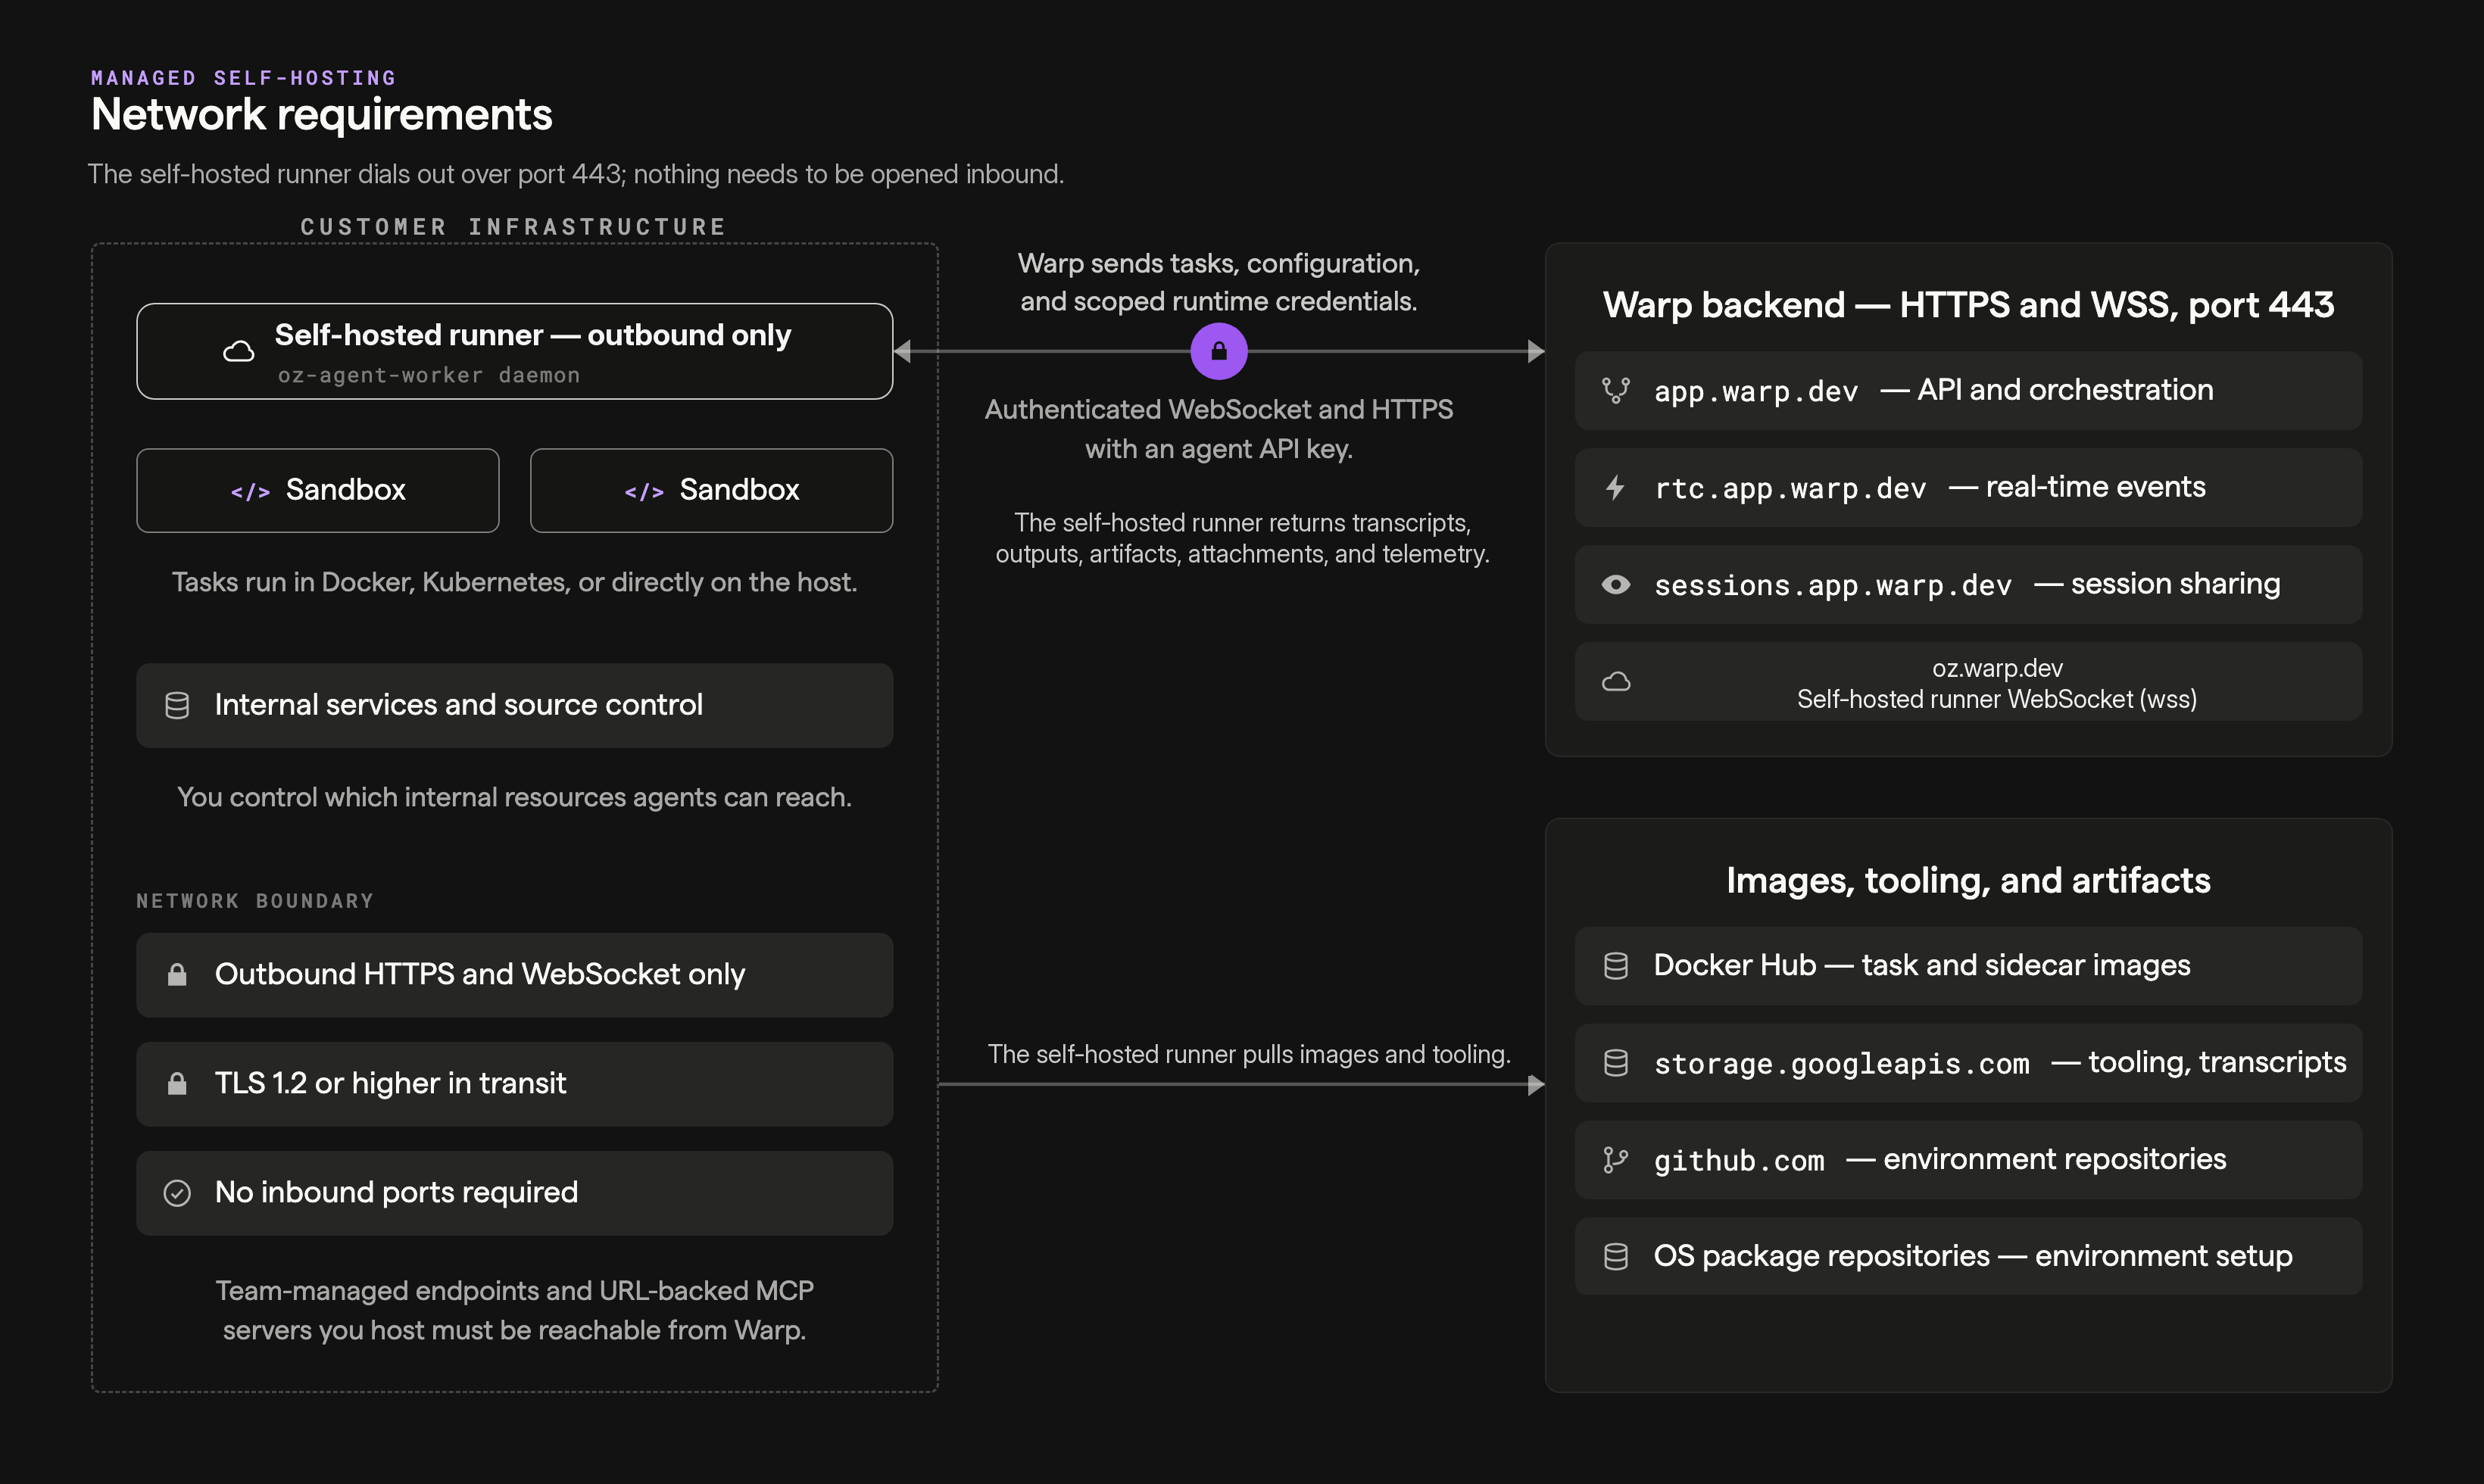 MANAGED SELF-HOSTING
Network requirements
The self-hosted runner dials out over port 443; nothing needs to be opened inbound.
CUSTOMER INFRASTRUCTURE
Self-hosted runner — outbound only
oz-agent-worker daemon
</> Sandbox
</> Sandbox
Tasks run in Docker, Kubernetes, or directly on the host.
Internal services and source control
You control which internal resources agents can reach.
NETWORK BOUNDARY
Outbound HTTPS and WebSocket only
TLS 1.2 or higher in transit
No inbound ports required
Team-managed endpoints and URL-backed MCP
servers you host must be reachable from Warp.
Warp sends tasks, configuration,
and scoped runtime credentials.
Authenticated WebSocket and HTTPS
with an agent API key.
The self-hosted runner returns transcripts,
outputs, artifacts, attachments, and telemetry.
The self-hosted runner pulls images and tooling.
Warp backend — HTTPS and WSS, port 443
app.warp.dev — API and orchestration
rtc.app.warp.dev — real-time events
sessions.app.warp.dev — session sharing
oz.warp.dev
Self-hosted runner WebSocket (wss)
Images, tooling, and artifacts
Docker Hub — task and sidecar images
storage.googleapis.com — tooling, transcripts
github.com — environment repositories
OS package repositories — environment setup